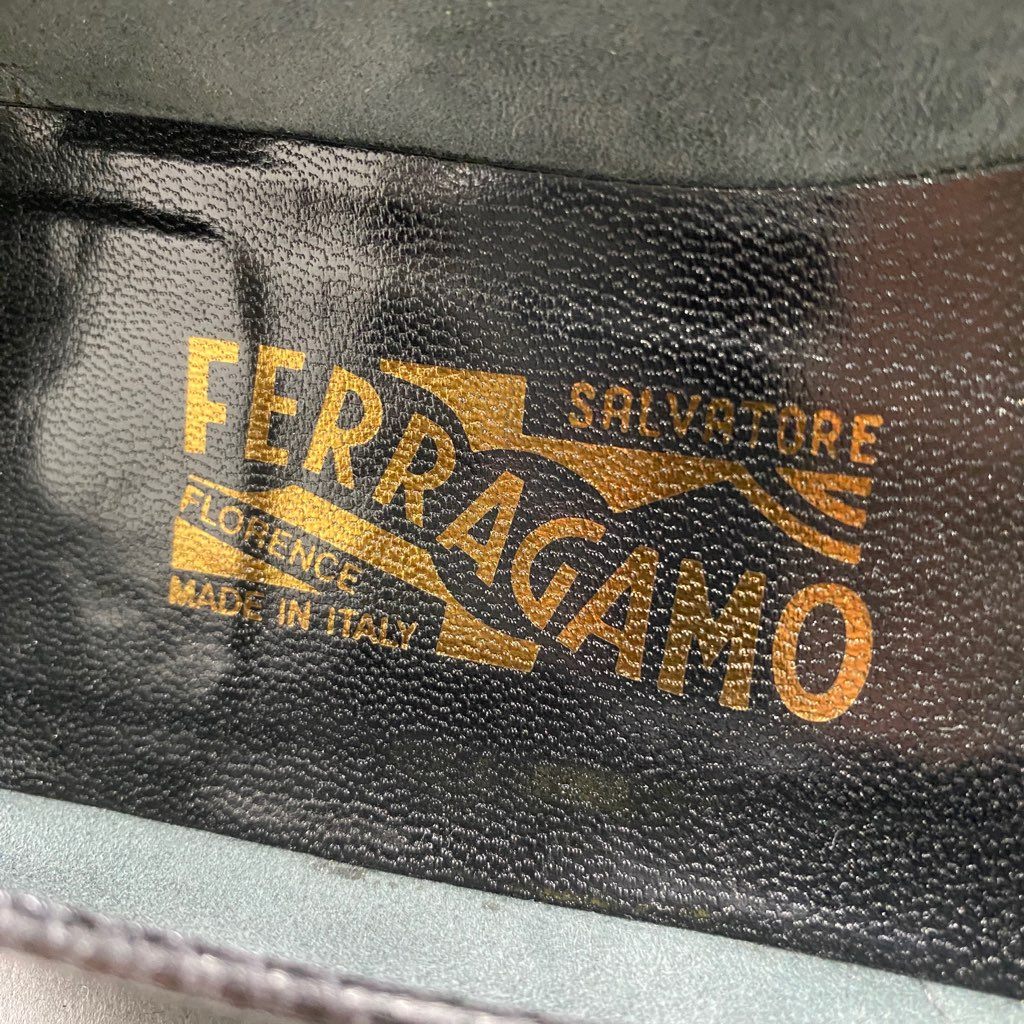 SALVATORE
FERRAGAMO
FLORENCE
MADE IN ITALY